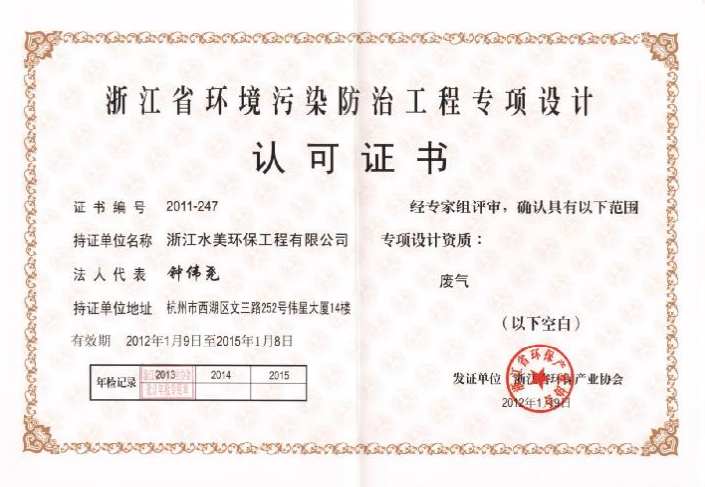 浙江省环境污染防治工程专项设计
认可证书
证书编号 2011-247
持证单位名称 浙江水美环保工程有限公司
法人代表 钟伟尧
持证单位地址 杭州市西湖区文三路252号伟星大厦14楼
有效期 2012年1月9日至2015年1月8日
年检记录 2013 2014 2015
经专家组评审，确认具有以下范围
专项设计资质：
废气
（以下空白）
发证单位 浙江省环保产业协会
2012年1月9日